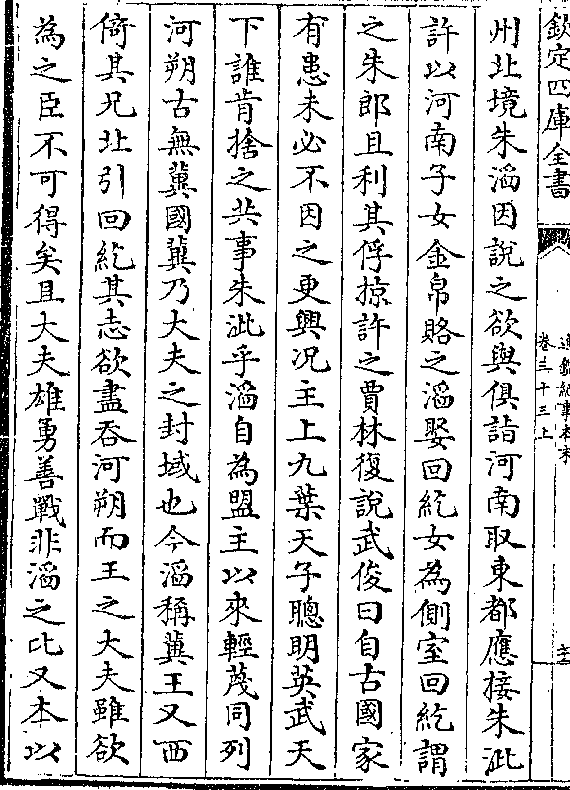 欽定四庫全書
通鑑紀事本末
卷三十三上
州北境朱滔因說之欲與俱詣河南取東都應接朱泚
許以河南子女金帛賂之滔娶回紇女為側室回紇謂
之朱郎且利其俘掠許之賈林復說武俊曰自古國家
有患未必不因之更興况主上九葉天子聰明英武天
下誰肯捨之共事朱泚乎滔自為盟主以來輕蔑同列
河朔古無冀國冀乃大夫之封域也今滔稱冀王又西
倚其兄北引回紇其志欲盡吞河朔而王之大夫雖欲
為之臣不可得矣且大夫雄勇善戰非滔之比又本以